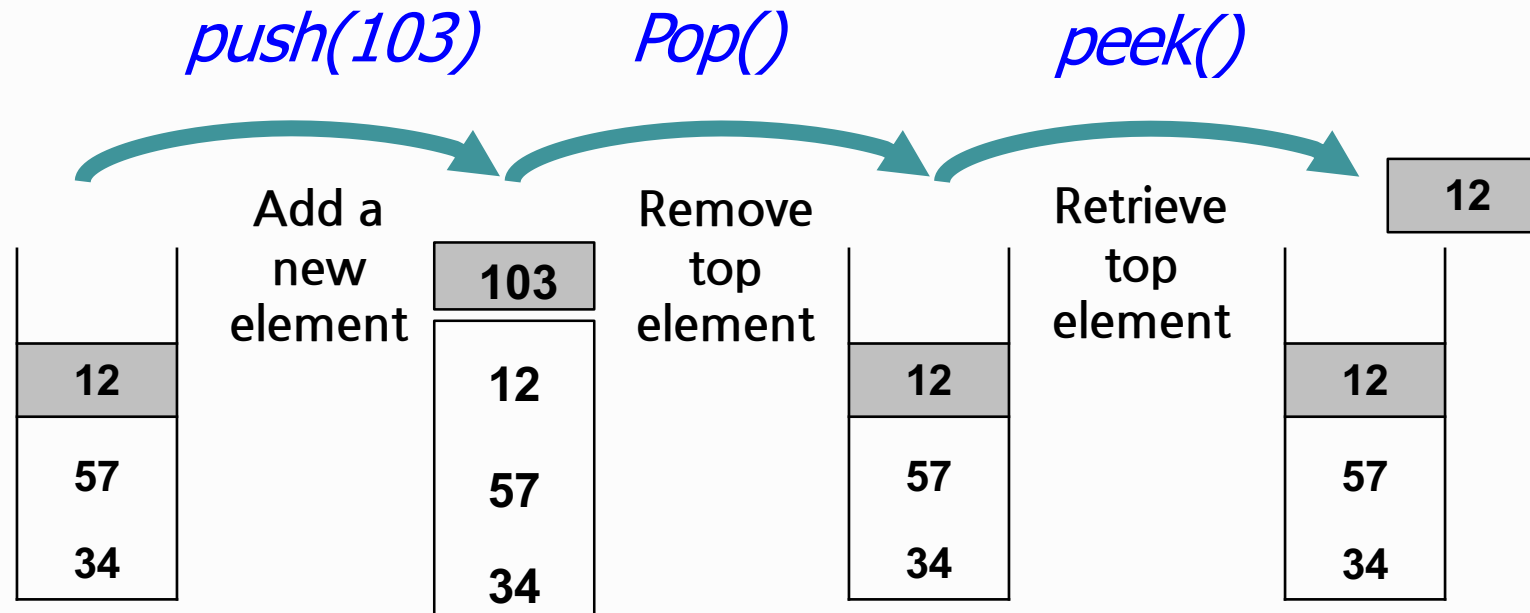 push(103)
Pop()
peek()
Add a
new
element
Remove
top
element
Retrieve
top
element
12
57
34
103
12
57
34
12
57
34
12
12
57
34